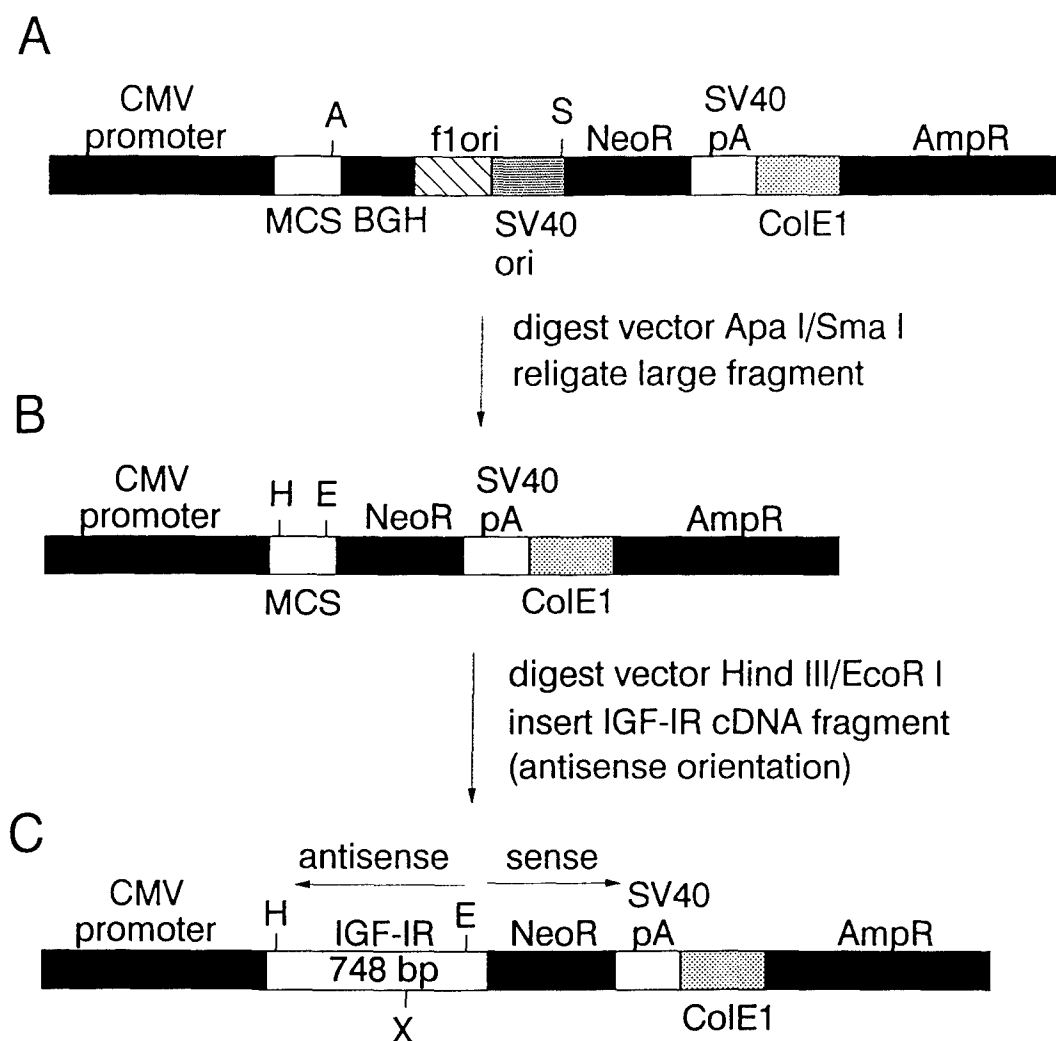 A
CMV
promoter
A
f1ori
S
NeoR
SV40
pA
AmpR
MCS BGH
SV40
ori
ColE1
digest vector Apa I/Sma I
religate large fragment
B
CMV
promoter
H
E
NeoR
SV40
pA
AmpR
MCS
ColE1
digest vector Hind III/EcoR I
insert IGF-IR cDNA fragment
(antisense orientation)
C
antisense
sense
CMV
promoter
H
IGF-IR
E
NeoR
SV40
pA
AmpR
748 bp
X
ColE1